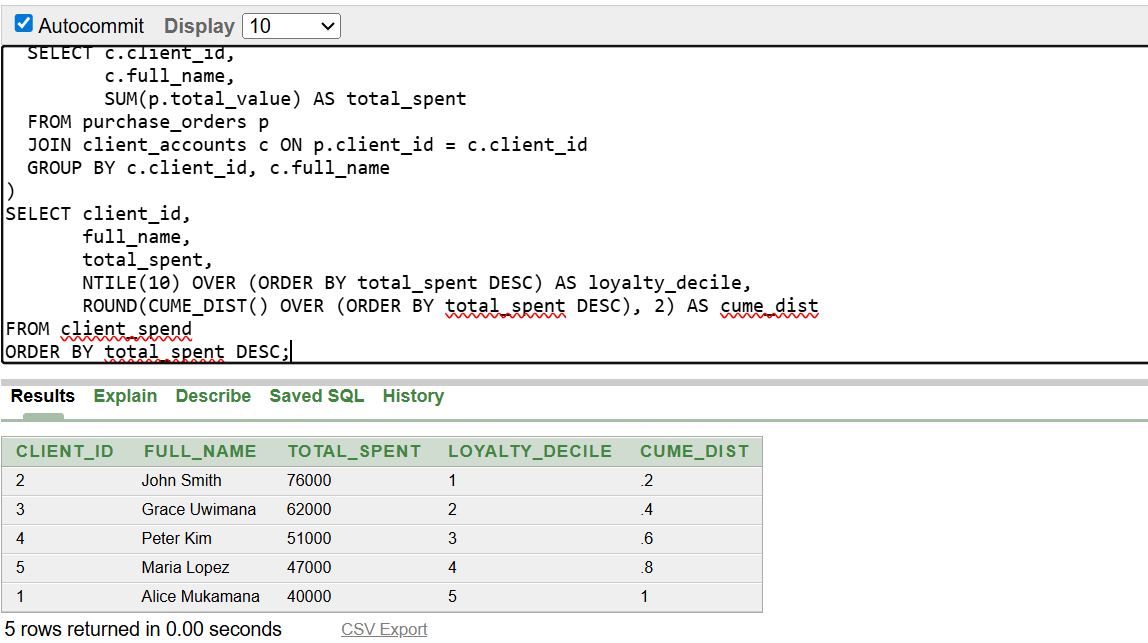 Autocommit Display 10
SELECT c.client_id,
c.full_name,
SUM(p.total_value) AS total_spent
FROM purchase_orders p
JOIN client_accounts c ON p.client_id = c.client_id
GROUP BY c.client_id, c.full_name
)
SELECT client_id,
full_name,
total_spent,
NTILE(10) OVER (ORDER BY total_spent DESC) AS loyalty_decile,
ROUND(CUME_DIST() OVER (ORDER BY total_spent DESC), 2) AS cume_dist
FROM client_spend
ORDER BY total_spent DESC;
Results Explain Describe Saved SQL History
CLIENT_ID FULL_NAME TOTAL_SPENT LOYALTY_DECILE CUME_DIST
2 John Smith 76000 1 .2
3 Grace Uwimana 62000 2 .4
4 Peter Kim 51000 3 .6
5 Maria Lopez 47000 4 .8
1 Alice Mukamana 40000 5 1
5 rows returned in 0.00 seconds CSV Export